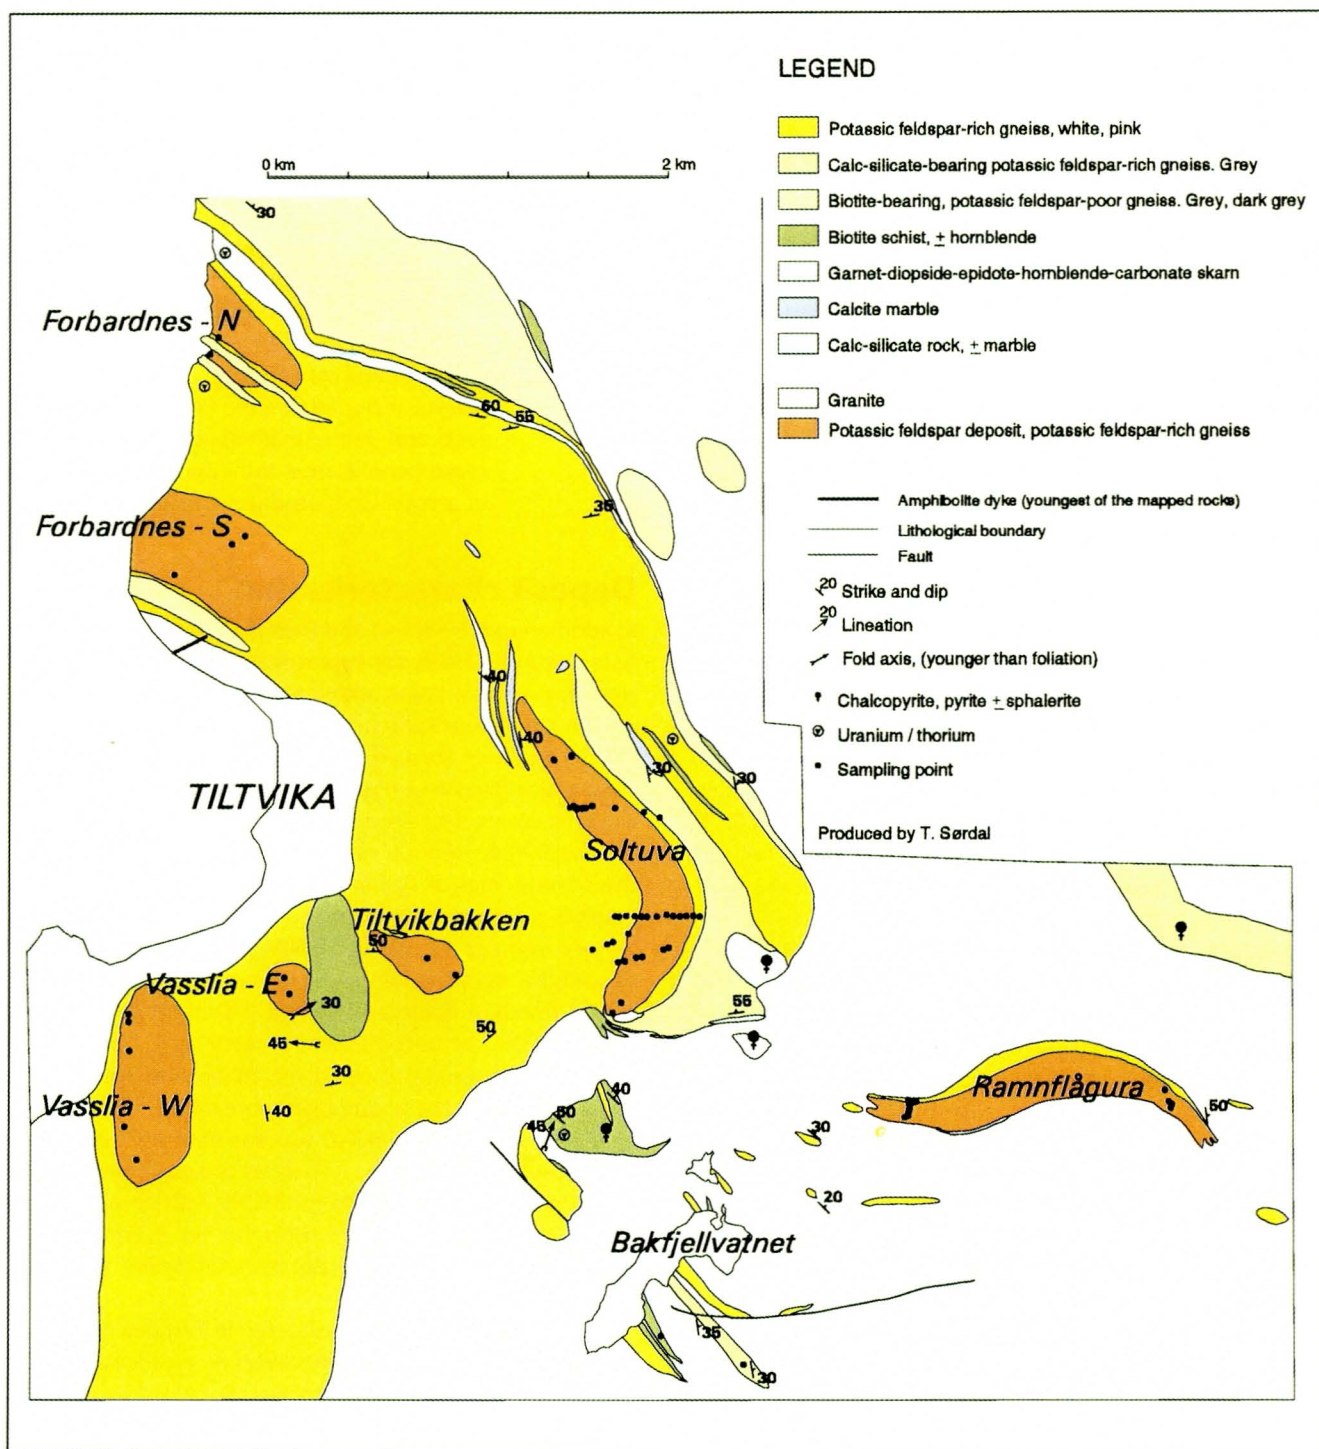 LEGEND
Potassic feldspar-rich gneiss, white, pink
Calc-silicate-bearing potassic feldspar-rich gneiss. Grey
Biotite-bearing, potassic feldspar-poor gneiss. Grey, dark grey
Biotite schist, ± hornblende
Garnet-diopside-epidote-hornblende-carbonate skarn
Calcite marble
Calc-silicate rock, ± marble
Granite
Potassic feldspar deposit, potassic feldspar-rich gneiss
Amphibolite dyke (youngest of the mapped rocks)
Lithological boundary
Fault
20 Strike and dip
20 Lineation
Fold axis, (younger than foliation)
Chalcopyrite, pyrite ± sphalerite
Uranium / thorium
Sampling point
Produced by T. Sørdal
0 km 2 km
30
Forbardnes - N
60
55
35
Forbardnes - S
40
40
30
30
TILTVIKA
Soltuva
Tiltvikbakken
50
Vasslia - E
30
55
50
45
30
Ramnflågura
Vasslia - W
40
40
50
45
30
50
20
Bakfjellvatnet
35
30